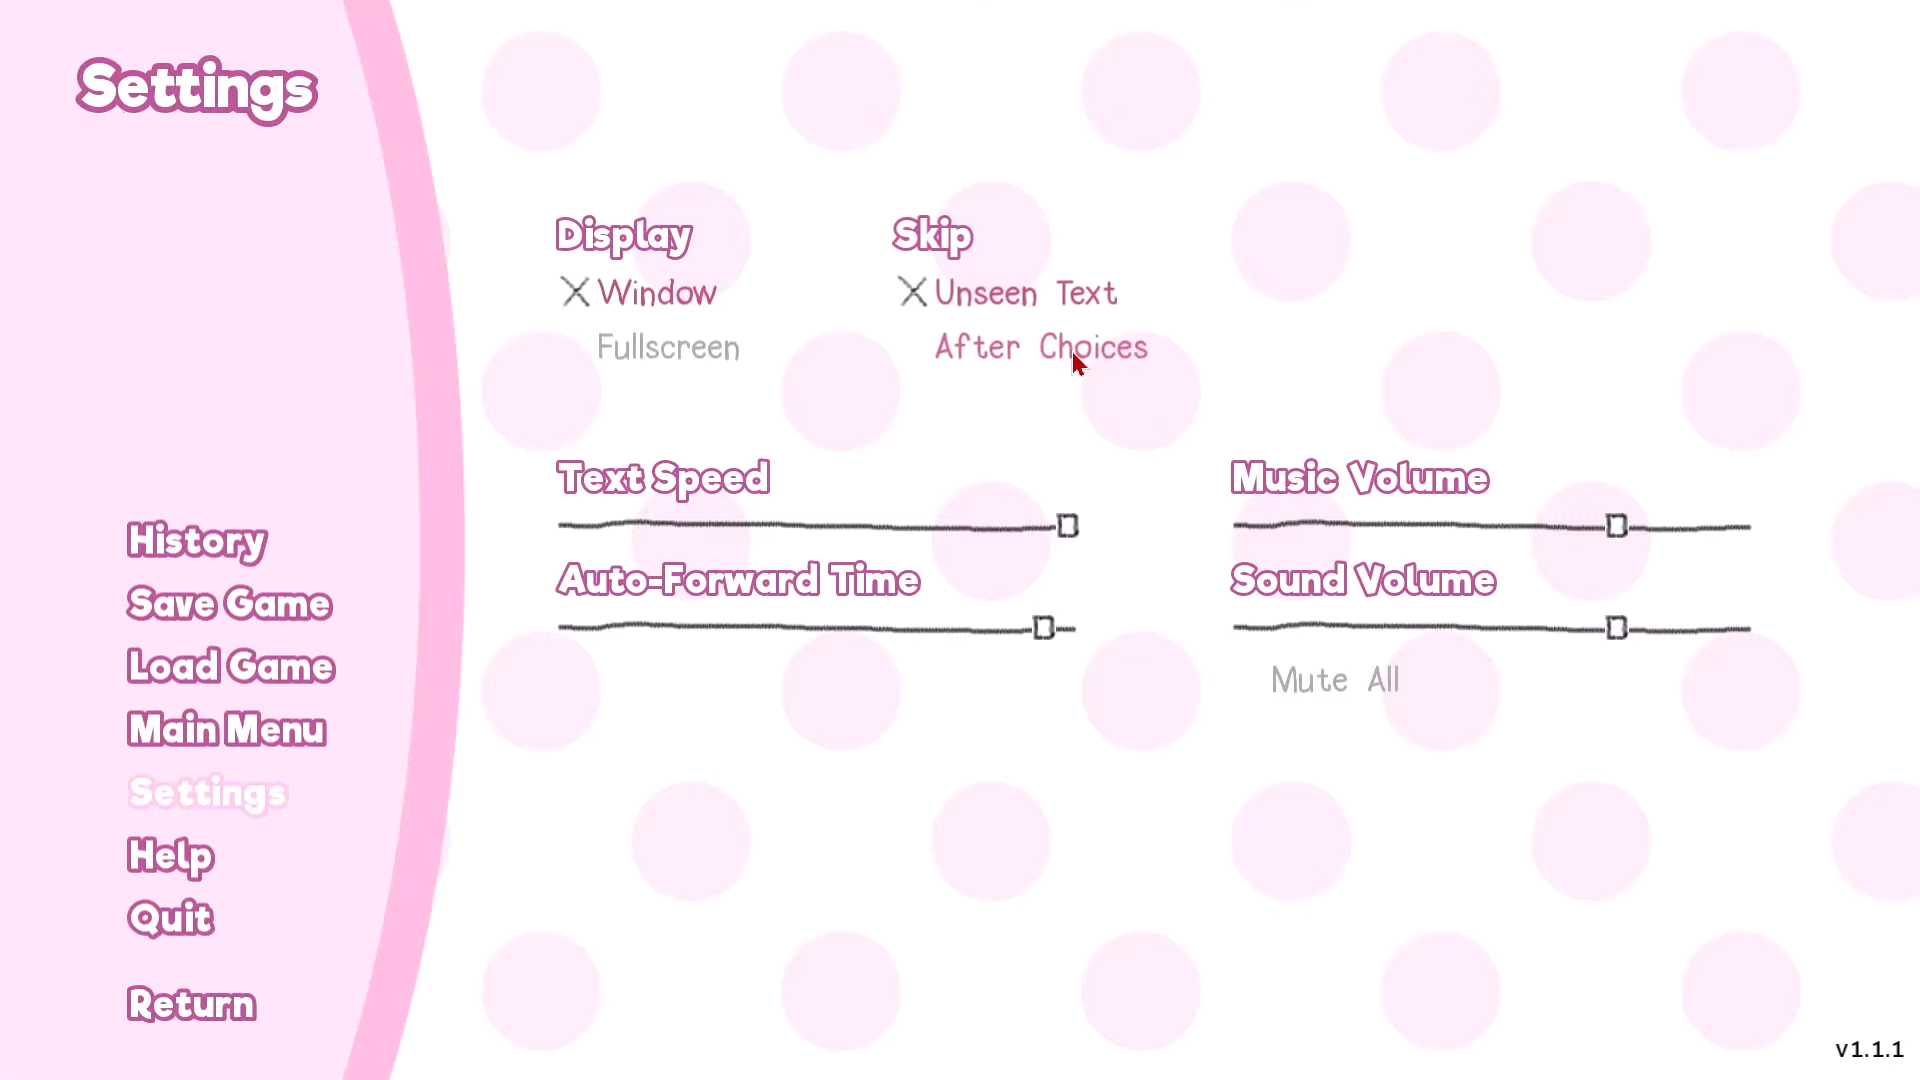 Settings
Display
Window
Fullscreen
Skip
Unseen Text
After Choices
Text Speed
Auto-Forward Time
Music Volume
Sound Volume
Mute All
History
Save Game
Load Game
Main Menu
Settings
Help
Quit
Return
v1.1.1